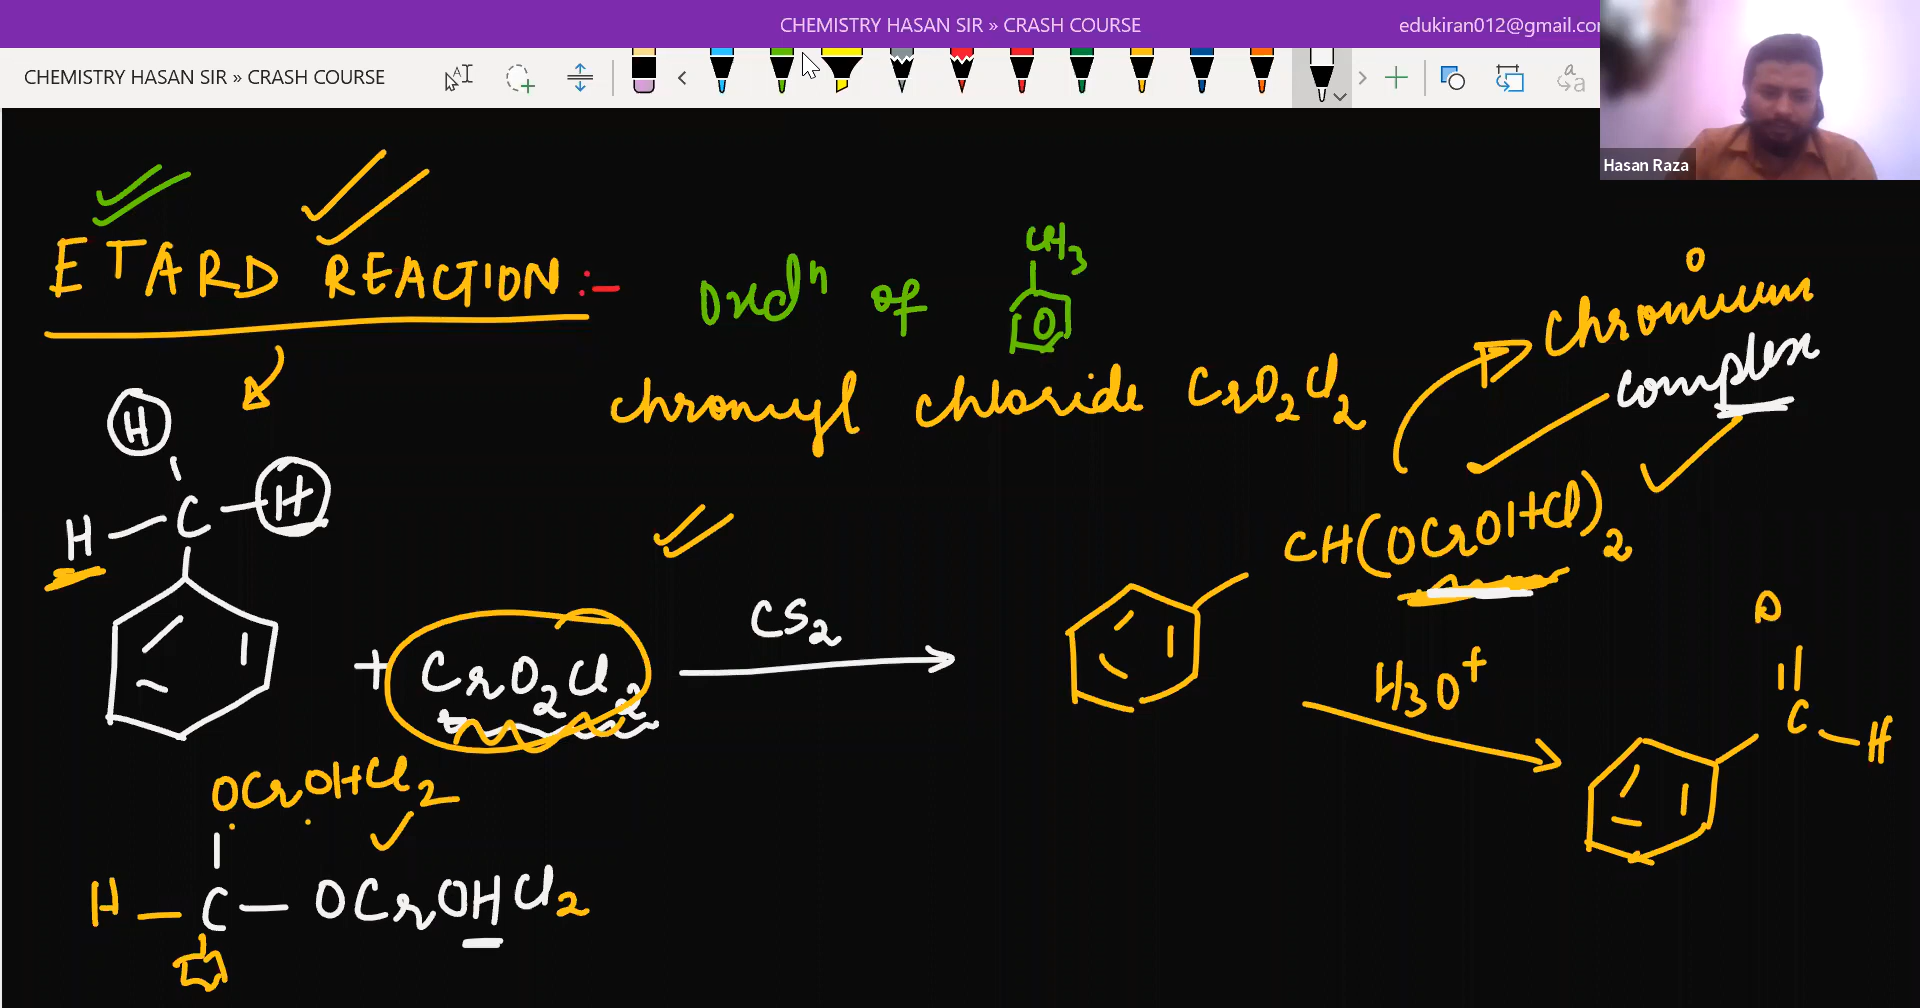 CHEMISTRY HASAN SIR » CRASH COURSE
edukiran012@gmail.co
CHEMISTRY HASAN SIR » CRASH COURSE
Hasan Raza
ETARD REACTION :-
Oxdⁿ of
CH₃
O
chromyl chloride CrO₂Cl₂
Chromium
complex
H
H - C - H
CH(OCrOHCl)₂
+ CrO₂Cl₂
CS₂
H₃O⁺
O
C - H
OCrOHCl₂
H - C - OCrOHCl₂